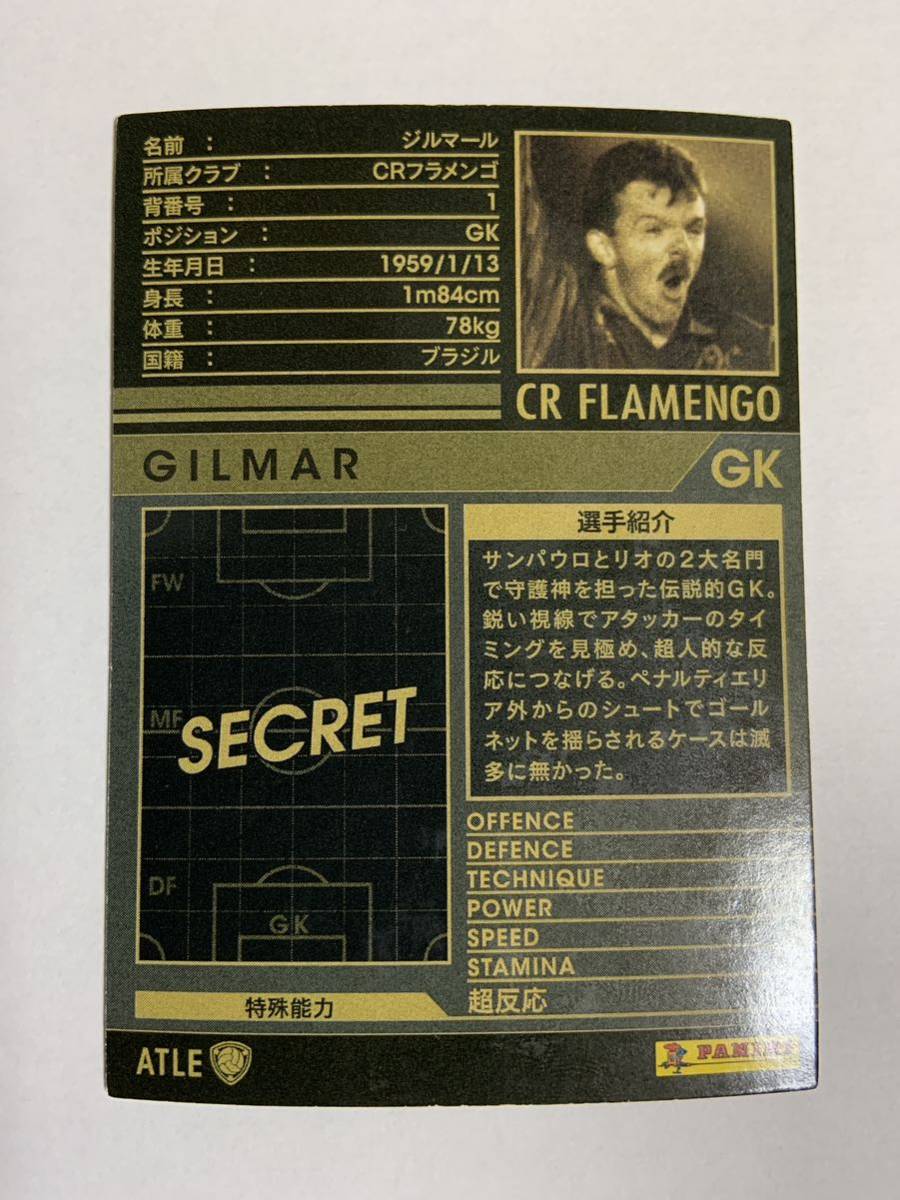 名前 : ジルマール
所属クラブ : CRフラメンゴ
背番号 : 1
ポジション : GK
生年月日 : 1959/1/13
身長 : 1m84cm
体重 : 78kg
国籍 : ブラジル
CR FLAMENGO
GILMAR
GK
FW
MF
SECRET
DF
GK
特殊能力
選手紹介
サンパウロとリオの2大名門
で守護神を担った伝説的GK。
鋭い視線でアタッカーのタイ
ミングを見極め、超人的な反
応につなげる。ペナルティエリ
ア外からのシュートでゴール
ネットを揺らされるケースは滅
多に無かった。
OFFENCE
DEFENCE
TECHNIQUE
POWER
SPEED
STAMINA
超反応
ATLE
PANINI